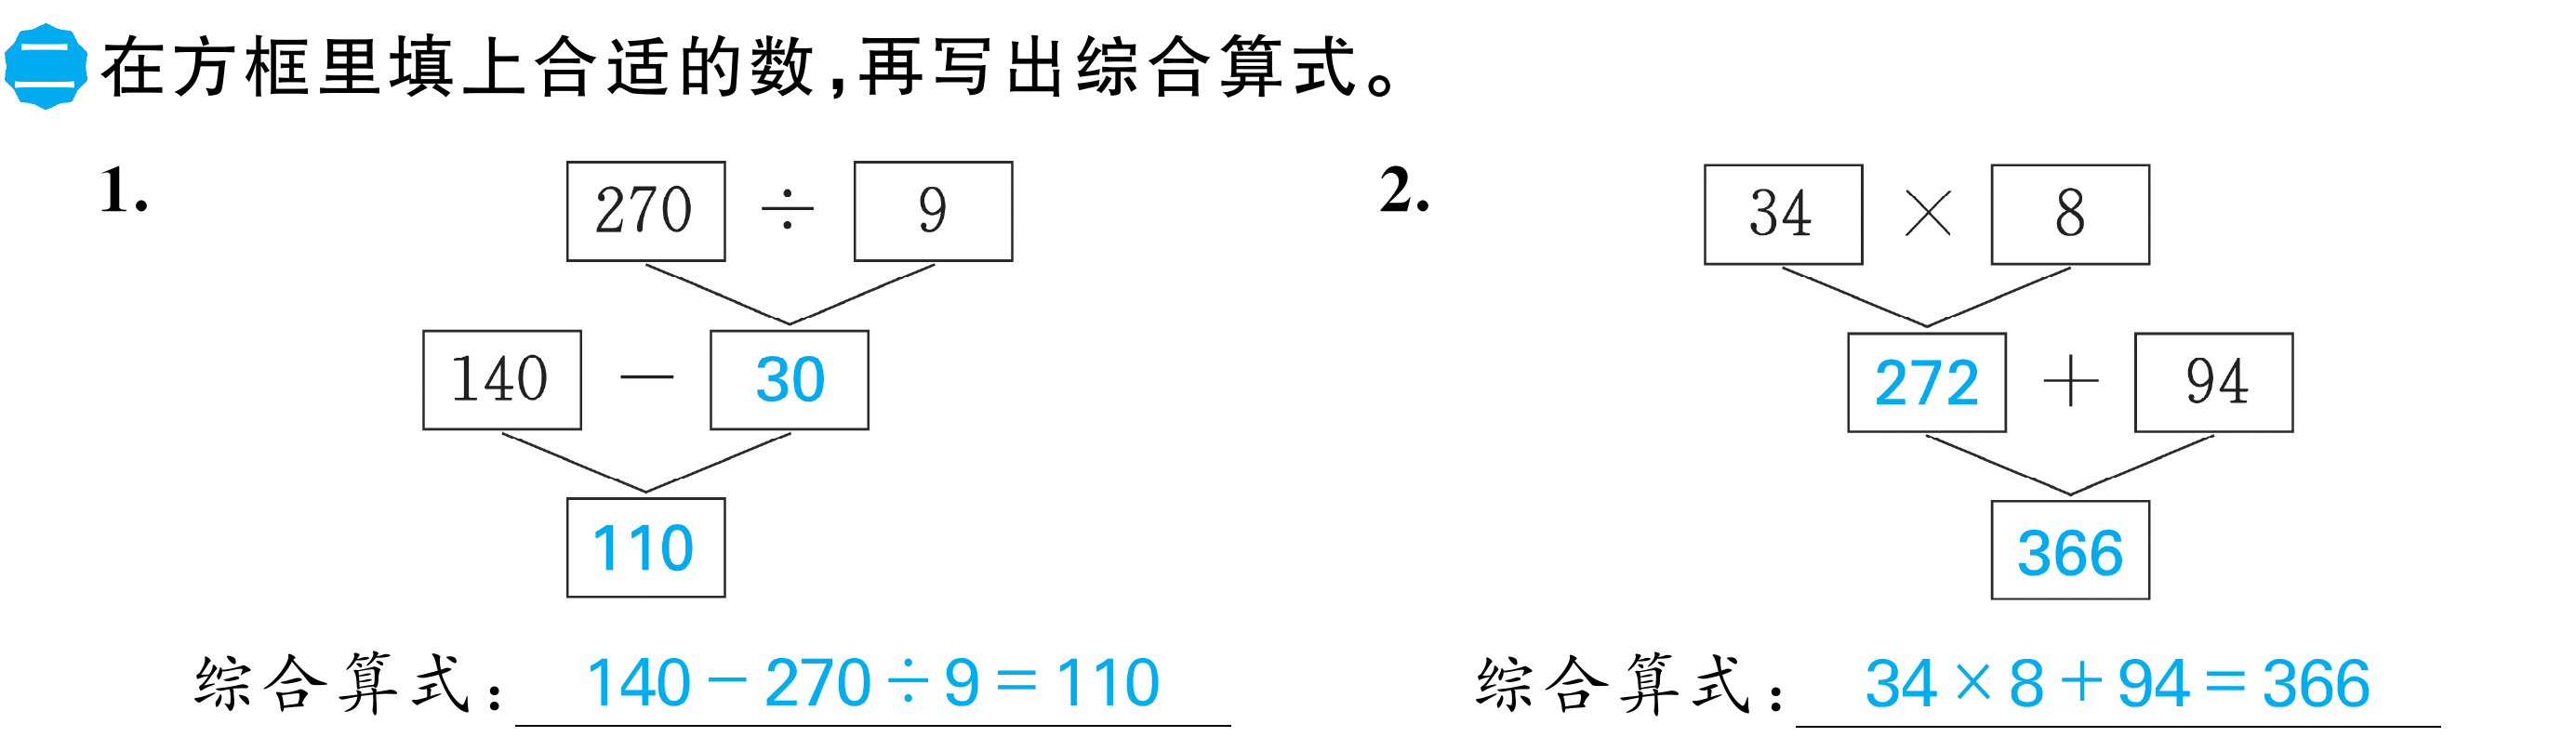 二 在方框里填上合适的数,再写出综合算式。
1.
270 ÷ 9
140 − 30
110
综合算式: 140 − 270 ÷ 9 = 110
2.
34 × 8
272 + 94
366
综合算式: 34 × 8 + 94 = 366